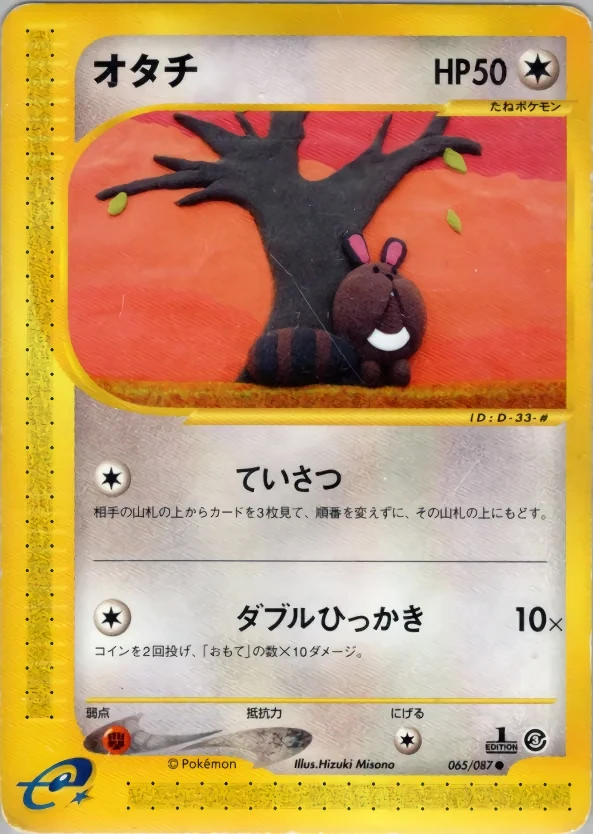 オタチ
HP50
たねポケモン
ID:D-33-#
ていさつ
相手の山札の上からカードを3枚見て、順番を変えずに、その山札の上にもどす。
ダブルひっかき 10×
コインを2回投げ、「おもて」の数×10ダメージ。
弱点 抵抗力 にげる
© Pokémon Illus.Hizuki Misono 065/087 ●
1 EDITION
3
e